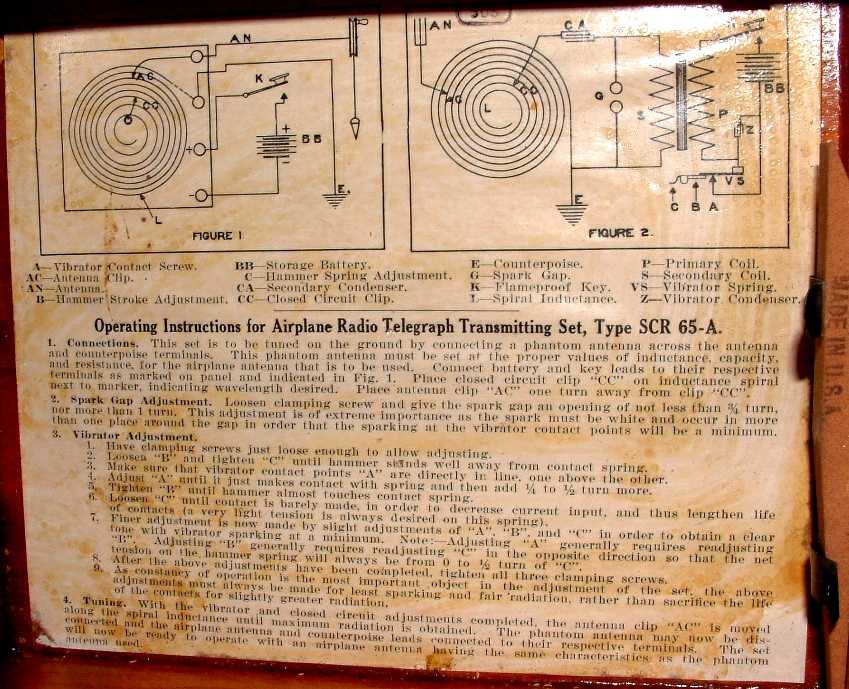 AN
AC
CC
K
BB
+
+
−
−
E.
L
FIGURE 1
AN
CA
AC
CC
L
G
S
P
BB
Z
VS
E
C B A
FIGURE 2.
A—Vibrator Contact Screw.
AC—Antenna Clip.
AN—Antenna.
B—Hammer Stroke Adjustment.
BB—Storage Battery.
C—Hammer Spring Adjustment.
CA—Secondary Condenser.
CC—Closed Circuit Clip.
E—Counterpoise.
G—Spark Gap.
K—Flameproof Key.
L—Spiral Inductance.
P—Primary Coil.
S—Secondary Coil.
VS—Vibrator Spring.
Z—Vibrator Condenser.
Operating Instructions for Airplane Radio Telegraph Transmitting Set, Type SCR 65-A.
1. Connections. This set is to be tuned on the ground by connecting a phantom antenna across the antenna
and counterpoise terminals. This phantom antenna must be set at the proper values of inductance, capacity,
and resistance, for the airplane antenna that is to be used. Connect battery and key leads to their respective
terminals as marked on panel and indicated in Fig. 1. Place closed circuit clip "CC" on inductance spiral
next to marker, indicating wavelength desired. Place antenna clip "AC" one turn away from clip "CC".
2. Spark Gap Adjustment. Loosen clamping screw and give the spark gap an opening of not less than ¾ turn,
nor more than 1 turn. This adjustment is of extreme importance as the spark must be white and occur in more
than one place around the gap in order that the sparking at the vibrator contact points will be a minimum.
3. Vibrator Adjustment.
1. Have clamping screws just loose enough to allow adjusting.
2. Loosen "B" and tighten "C" until hammer stands well away from contact spring.
3. Make sure that vibrator contact points "A" are directly in line, one above the other.
4. Adjust "A" until it just makes contact with spring and then add ¼ to ½ turn more.
5. Tighten "B" until hammer almost touches contact spring.
6. Loosen "C" until contact is barely made, in order to decrease current input, and thus lengthen life
of contacts (a very light tension is always desired on this spring).
7. Finer adjustment is now made by slight adjustments of "A", "B", and "C" in order to obtain a clear
tone with vibrator sparking at a minimum. Note:—Adjusting "A" generally requires readjusting
"B". Adjusting "B" generally requires readjusting "C" in the opposite direction so that the net
tension on the hammer spring will always be from 0 to ½ turn of "C".
8. After the above adjustments have been completed, tighten all three clamping screws.
9. As constancy of operation is the most important object in the adjustment of the set, the above
adjustments must always be made for least sparking and fair radiation, rather than sacrifice the life
of the contacts for slightly greater radiation.
4. Tuning. With the vibrator and closed circuit adjustments completed, the antenna clip "AC" is moved
along the spiral inductance until maximum radiation is obtained. The phantom antenna may now be dis-
connected and the airplane antenna and counterpoise leads connected to their respective terminals. The set
will now be ready to operate with an airplane antenna having the same characteristics as the phantom
antenna used.
MADE IN U.S.A.